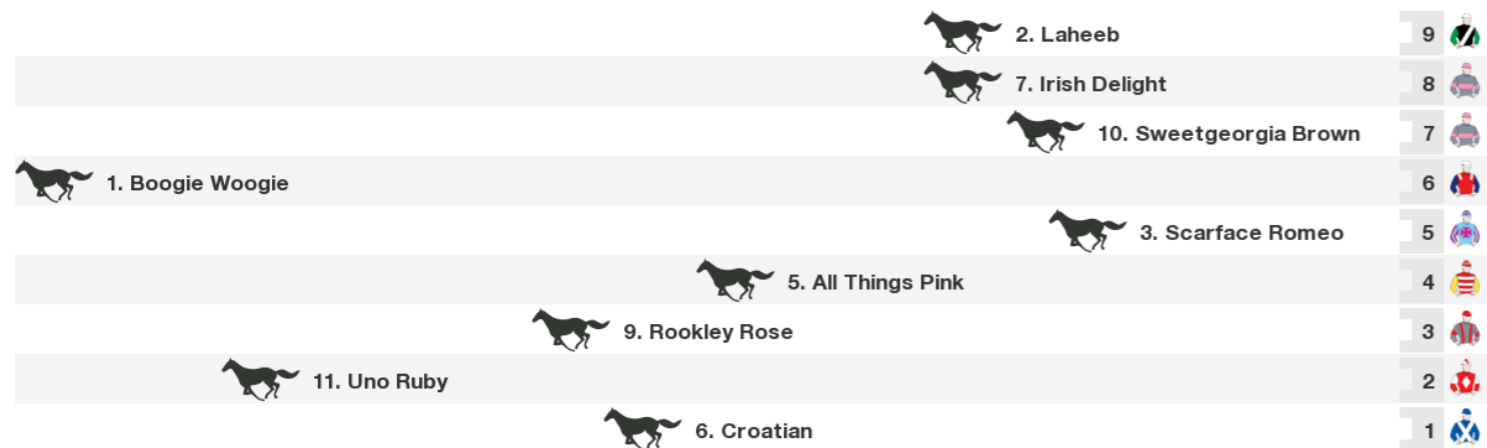 2. Laheeb 9
7. Irish Delight 8
10. Sweetgeorgia Brown 7
1. Boogie Woogie 6
3. Scarface Romeo 5
5. All Things Pink 4
9. Rookley Rose 3
11. Uno Ruby 2
6. Croatian 1